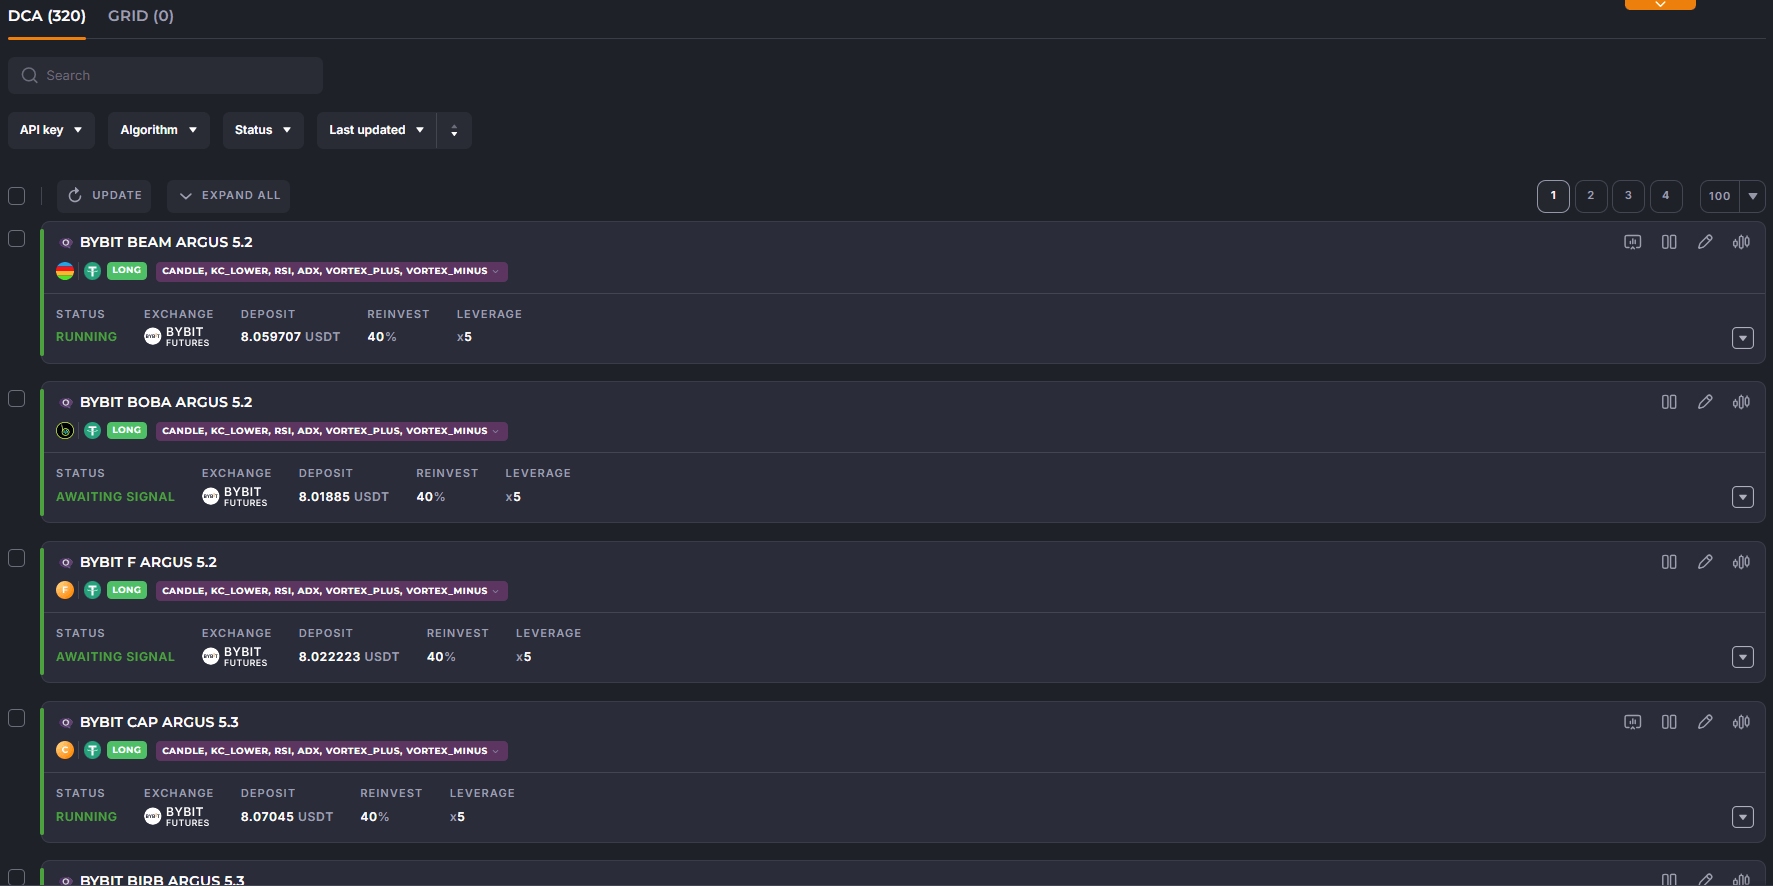 DCA (320) GRID (0)
Search
API key Algorithm Status Last updated
UPDATE EXPAND ALL 1 2 3 4 100
BYBIT BEAM ARGUS 5.2
LONG CANDLE, KC_LOWER, RSI, ADX, VORTEX_PLUS, VORTEX_MINUS
STATUS EXCHANGE DEPOSIT REINVEST LEVERAGE
RUNNING BYBIT BYBIT FUTURES 8.059707 USDT 40% x5
BYBIT BOBA ARGUS 5.2
LONG CANDLE, KC_LOWER, RSI, ADX, VORTEX_PLUS, VORTEX_MINUS
STATUS EXCHANGE DEPOSIT REINVEST LEVERAGE
AWAITING SIGNAL BYBIT BYBIT FUTURES 8.01885 USDT 40% x5
BYBIT F ARGUS 5.2
F LONG CANDLE, KC_LOWER, RSI, ADX, VORTEX_PLUS, VORTEX_MINUS
STATUS EXCHANGE DEPOSIT REINVEST LEVERAGE
AWAITING SIGNAL BYBIT BYBIT FUTURES 8.022223 USDT 40% x5
BYBIT CAP ARGUS 5.3
C LONG CANDLE, KC_LOWER, RSI, ADX, VORTEX_PLUS, VORTEX_MINUS
STATUS EXCHANGE DEPOSIT REINVEST LEVERAGE
RUNNING BYBIT BYBIT FUTURES 8.07045 USDT 40% x5
BYBIT BIRB ARGUS 5.3